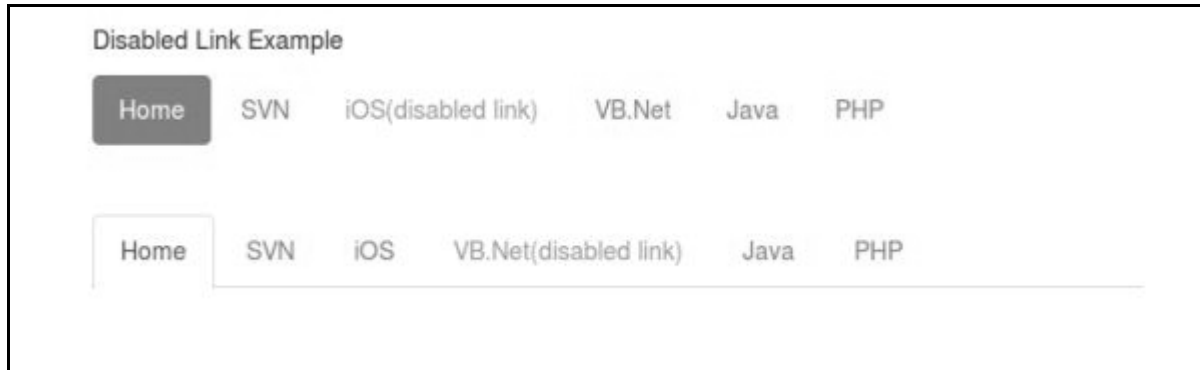 Disabled Link Example
Home SVN iOS(disabled link) VB.Net Java PHP
Home SVN iOS VB.Net(disabled link) Java PHP